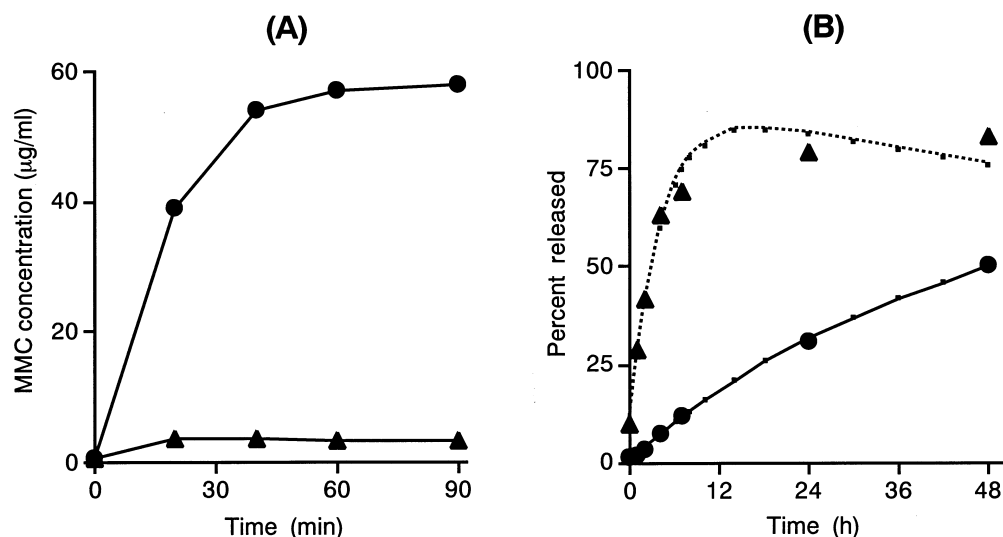 (A)
MMC concentration (µg/ml)
60
40
20
0
0 30 60 90
Time (min)
(B)
Percent released
100
75
50
25
0
0 12 24 36 48
Time (h)